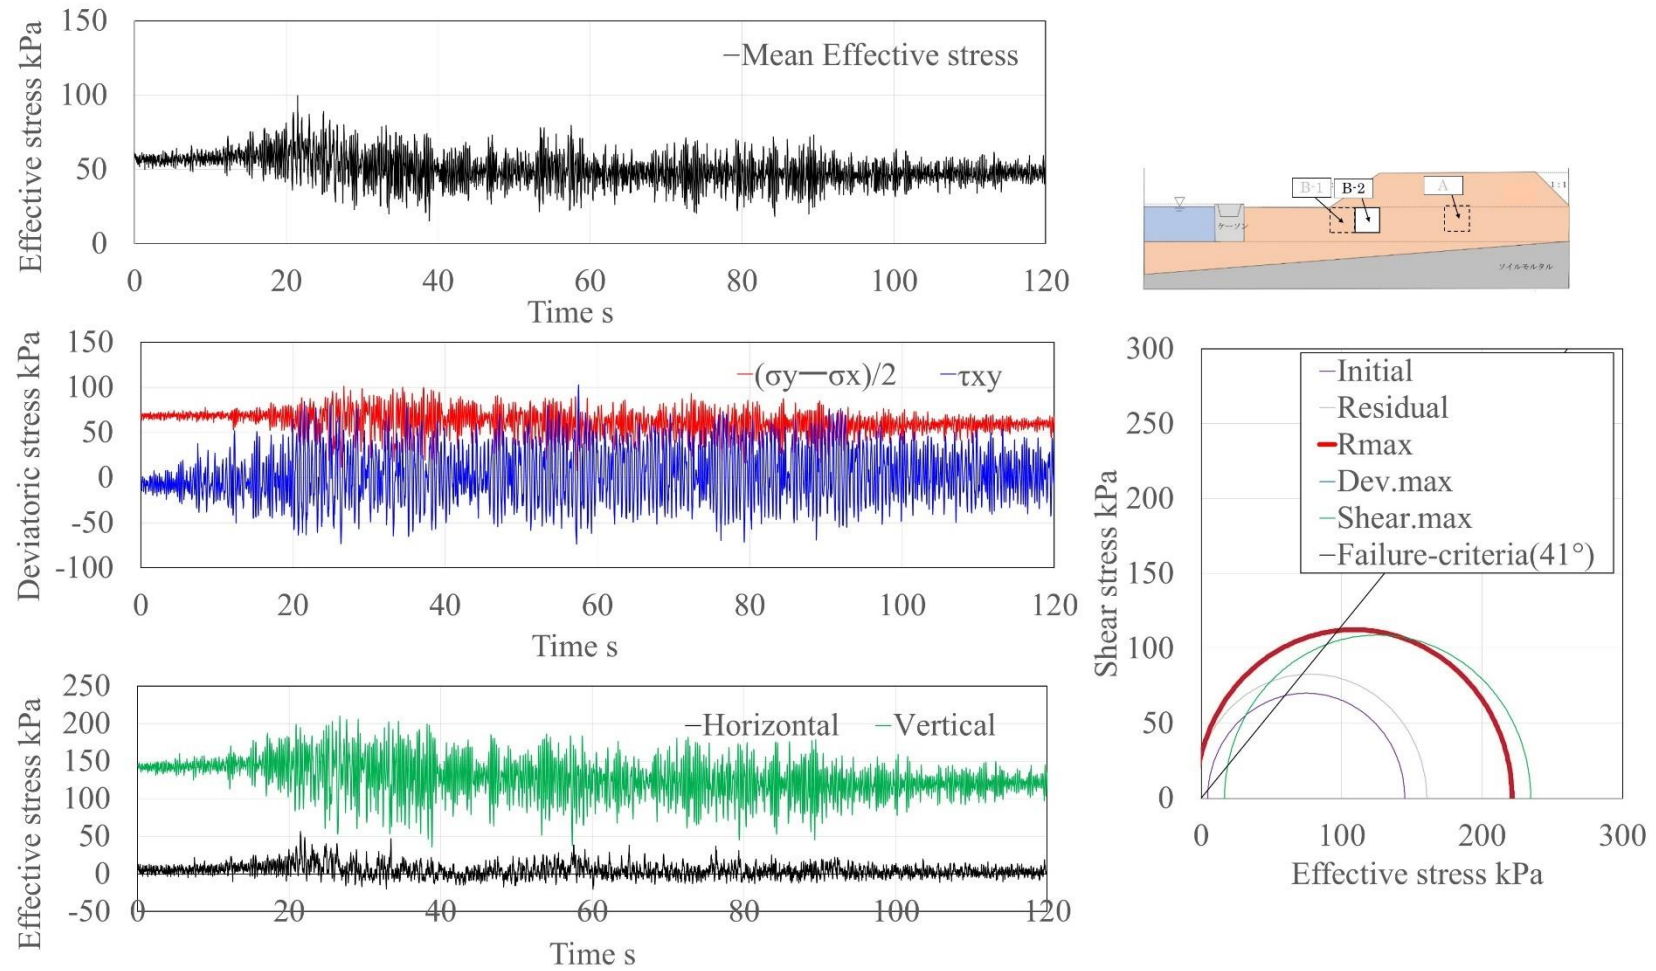 Effective stress kPa
150
100
50
0
—Mean Effective stress
0 20 40 60 80 100 120
Time s
Deviatoric stress kPa
150
100
50
0
-50
-100
—(σy—σx)/2 —τxy
0 20 40 60 80 100 120
Time s
Effective stress kPa
250
200
150
100
50
0
-50
—Horizontal —Vertical
0 20 40 60 80 100 120
Time s
B-1 B-2 A 1:1
ケーソン
ソイルモルタル
Shear stress kPa
300
250
200
150
100
50
0
—Initial
—Residual
—Rmax
—Dev.max
—Shear.max
—Failure-criteria(41°)
0 100 200 300
Effective stress kPa